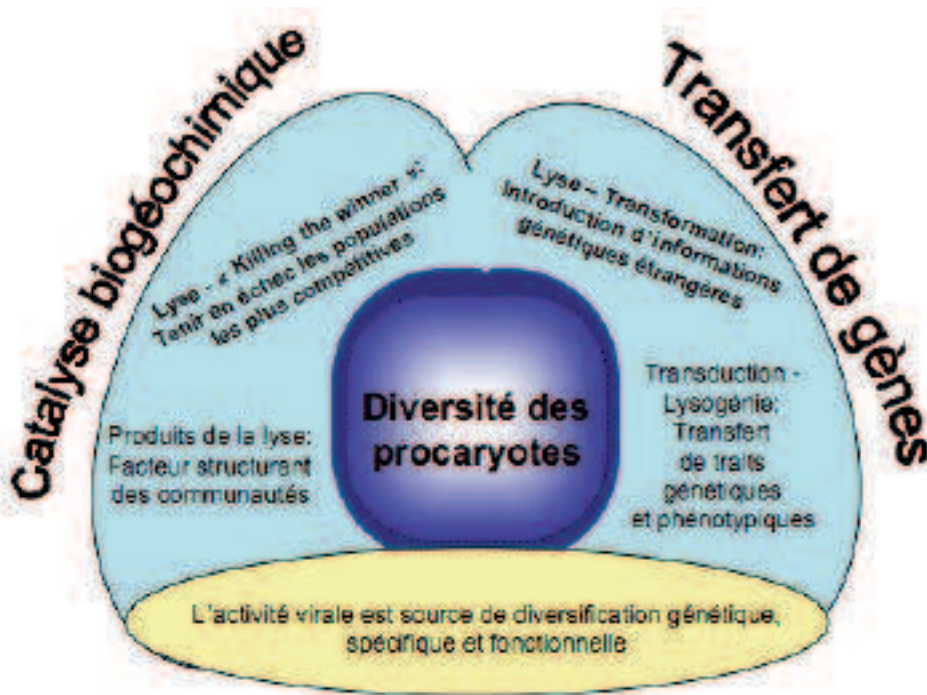 Catalyse biogéochimique
Transfert de gènes
Lyse - « Killing the winner »:
Tenir en échec les populations
les plus compétitives
Lyse – Transformation:
Introduction d'informations
génétiques étrangères
Produits de la lyse:
Facteur structurant
des communautés
Diversité des
procaryotes
Transduction -
Lysogénie:
Transfert
de traits
génétiques
et phénotypiques
L'activité virale est source de diversification génétique,
spécifique et fonctionnelle